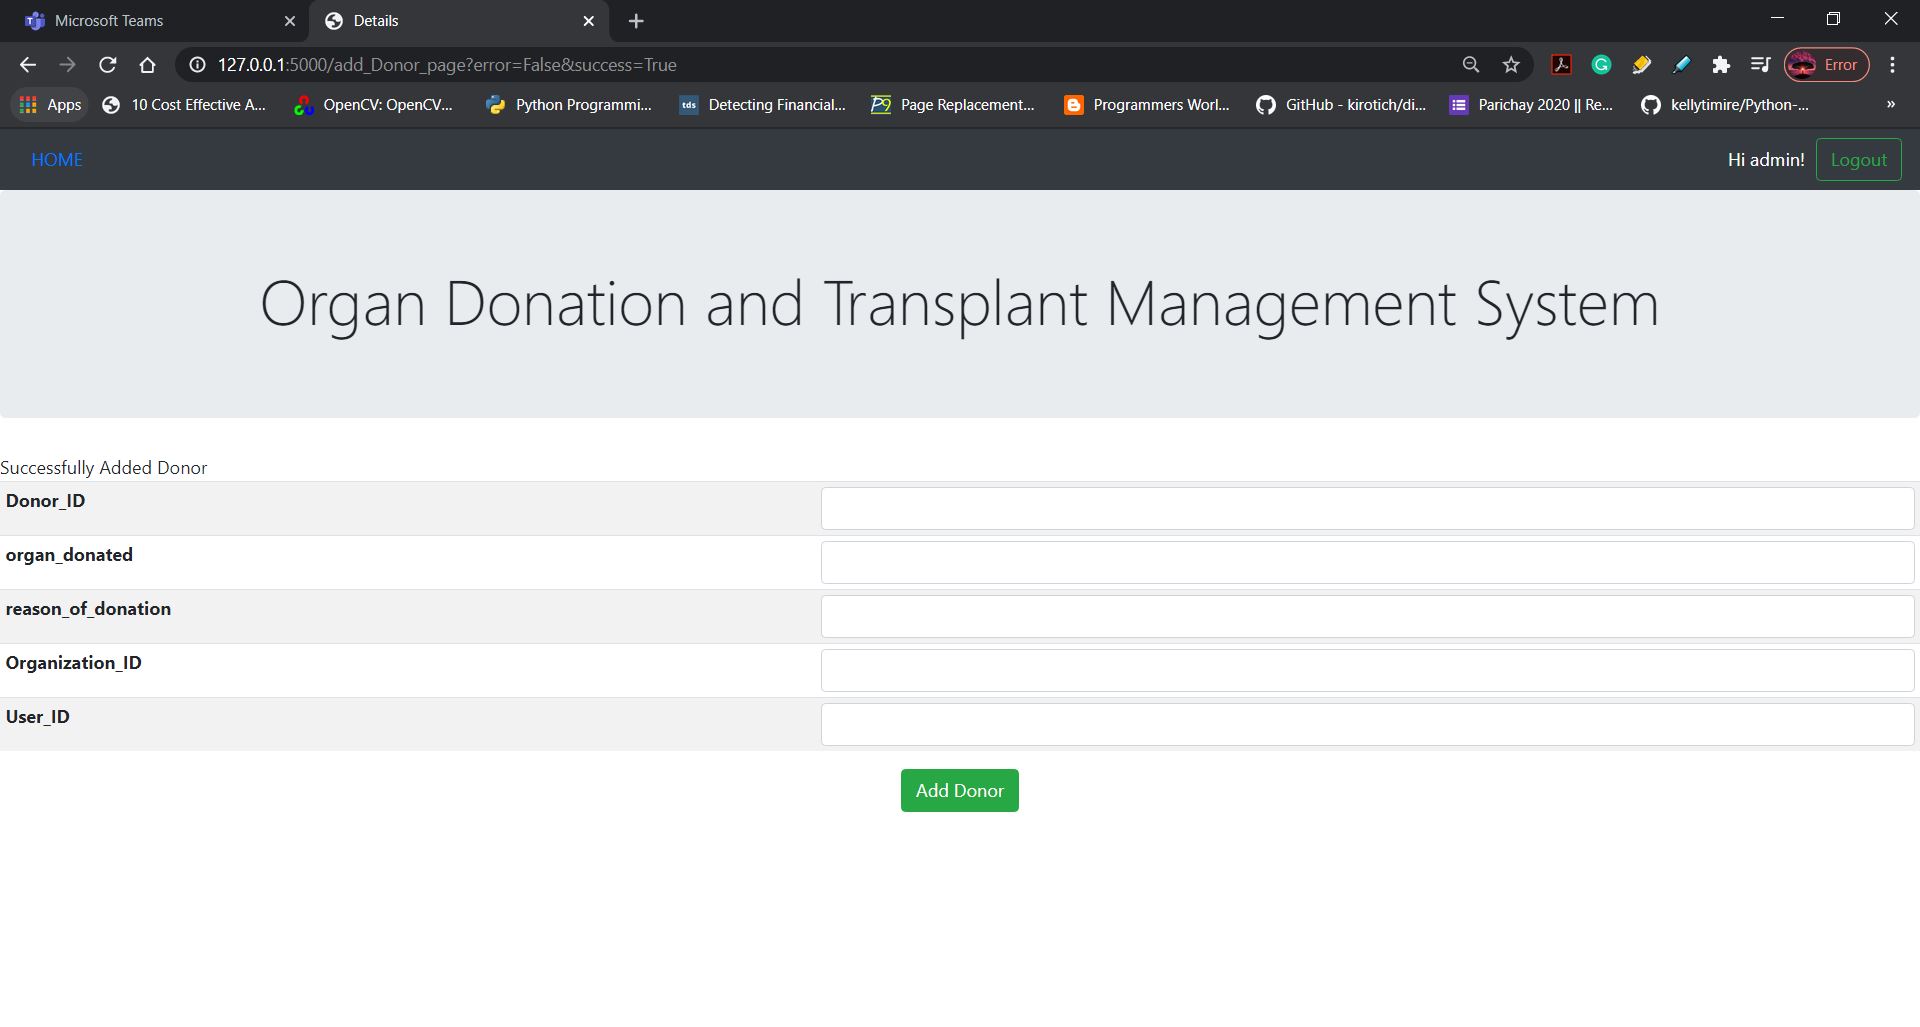 Microsoft Teams
Details
127.0.0.1:5000/add_Donor_page?error=False&success=True
Error
Apps
10 Cost Effective A...
OpenCV: OpenCV...
Python Programmi...
tds
Detecting Financial...
Page Replacement...
Programmers Worl...
GitHub - kirotich/di...
Parichay 2020 || Re...
kellytimire/Python-...
»
HOME
Hi admin!
Logout
Organ Donation and Transplant Management System
Successfully Added Donor
Donor_ID
organ_donated
reason_of_donation
Organization_ID
User_ID
Add Donor